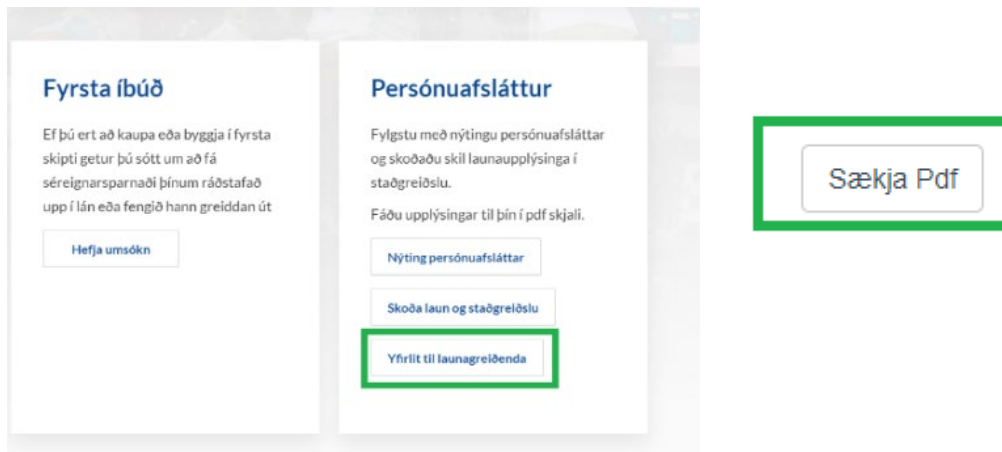 Fyrsta íbúð
Ef þú ert að kaupa eða byggja í fyrsta
skipti getur þú sótt um að fá
séreignarsparnaði þínum ráðstafað
upp í lán eða fengið hann greiddan út
Hefja umsókn
Persónuafsláttur
Fylgstu með nýtingu persónuafsláttar
og skoðaðu skil launaupplýsinga í
staðgreiðslu.
Fáðu upplýsingar til þín í pdf skjali.
Nýting persónuafsláttar
Skoða laun og staðgreiðslu
Yfirlit til launagreiðenda
Sækja Pdf